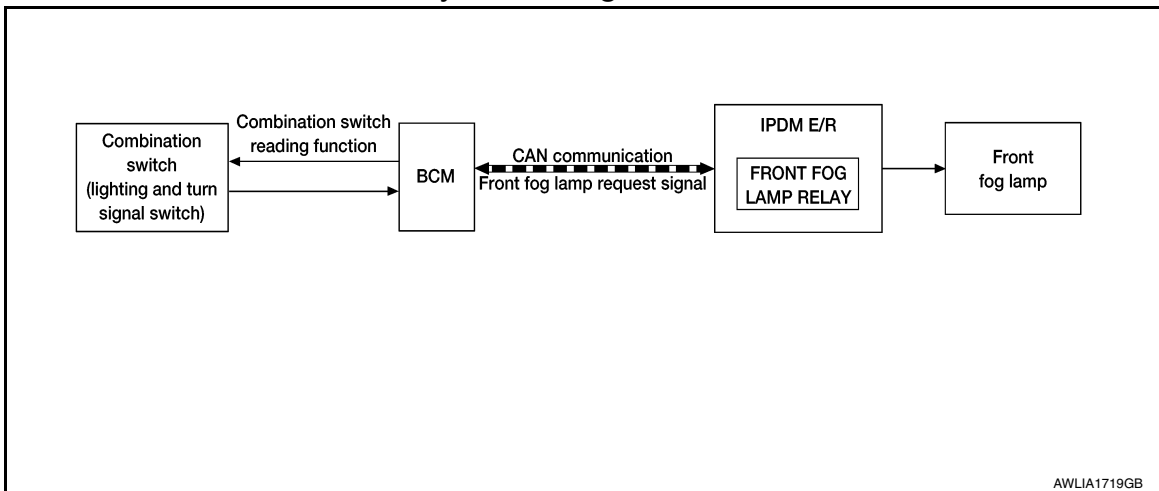 Combination
switch
(lighting and turn
signal switch)
Combination switch
reading function
BCM
CAN communication
Front fog lamp request signal
IPDM E/R
FRONT FOG
LAMP RELAY
Front
fog lamp
AWLIA1719GB